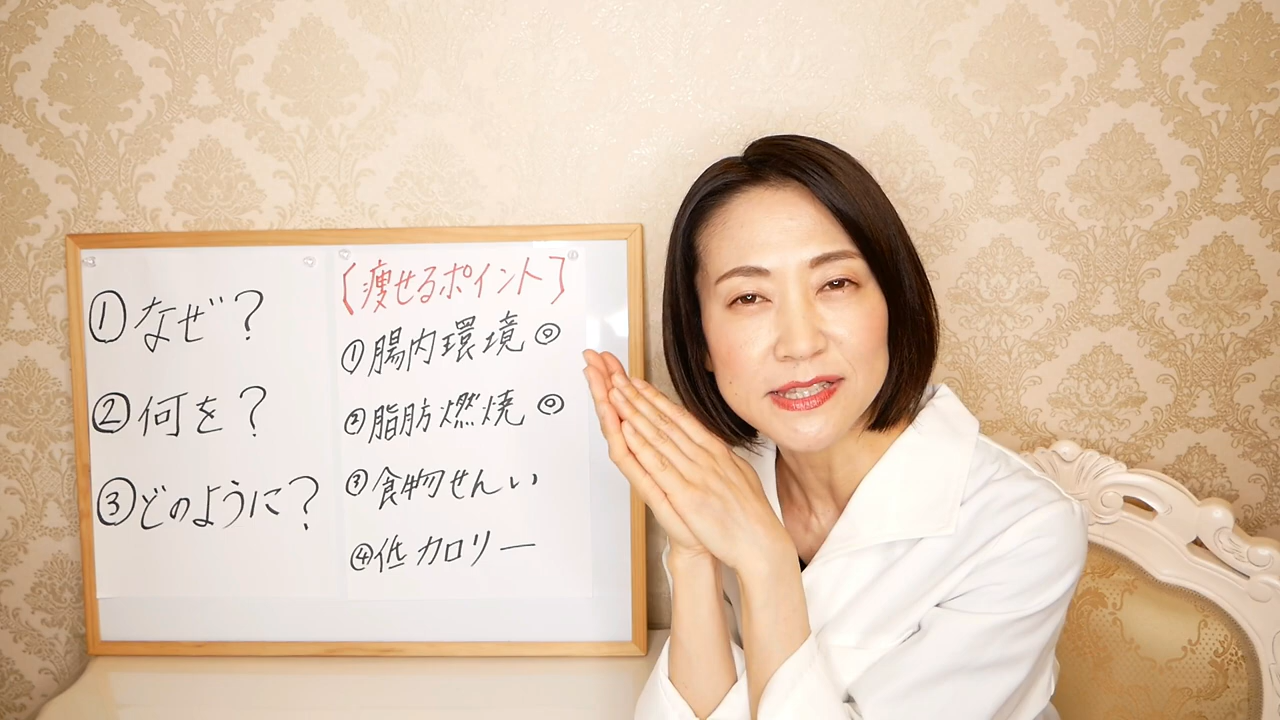 ①なぜ?
②何を?
③どのように?
〔痩せるポイント〕
①腸内環境◎
②脂肪燃焼◎
③食物せんい
④低カロリー